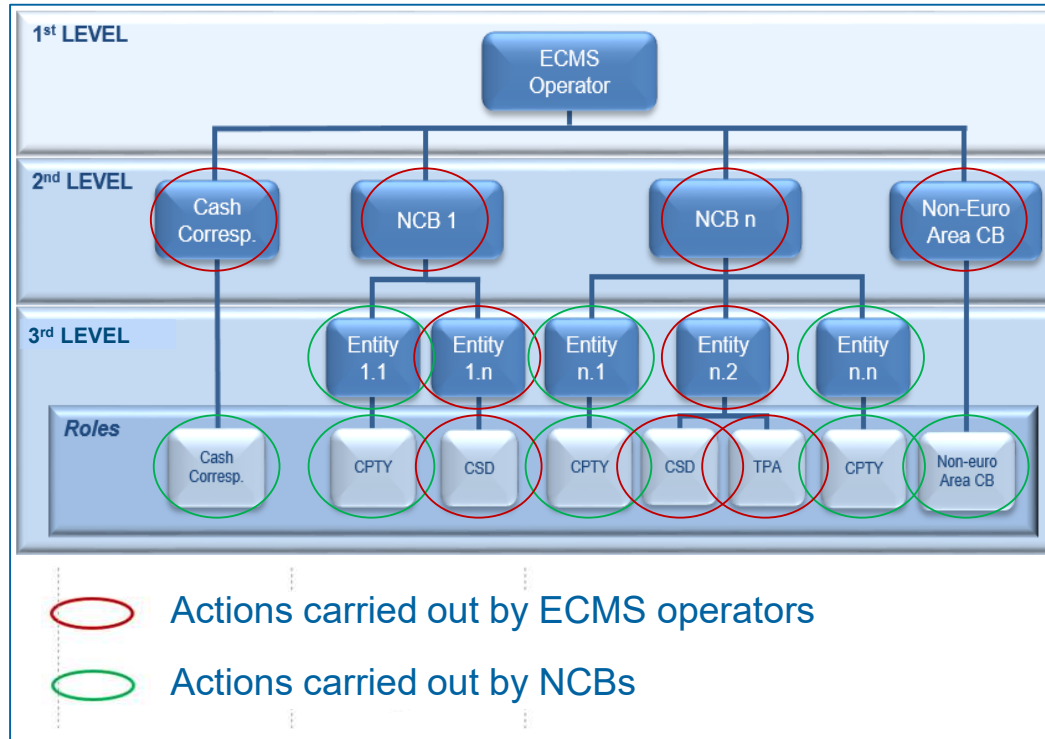 1st LEVEL
ECMS
Operator
2nd LEVEL
Cash
Corresp.
NCB 1
NCB n
Non-Euro
Area CB
3rd LEVEL
Entity
1.1
Entity
1.n
Entity
n.1
Entity
n.2
Entity
n.n
Roles
Cash
Corresp.
CPTY
CSD
CPTY
CSD
TPA
CPTY
Non-euro
Area CB
Actions carried out by ECMS operators
Actions carried out by NCBs